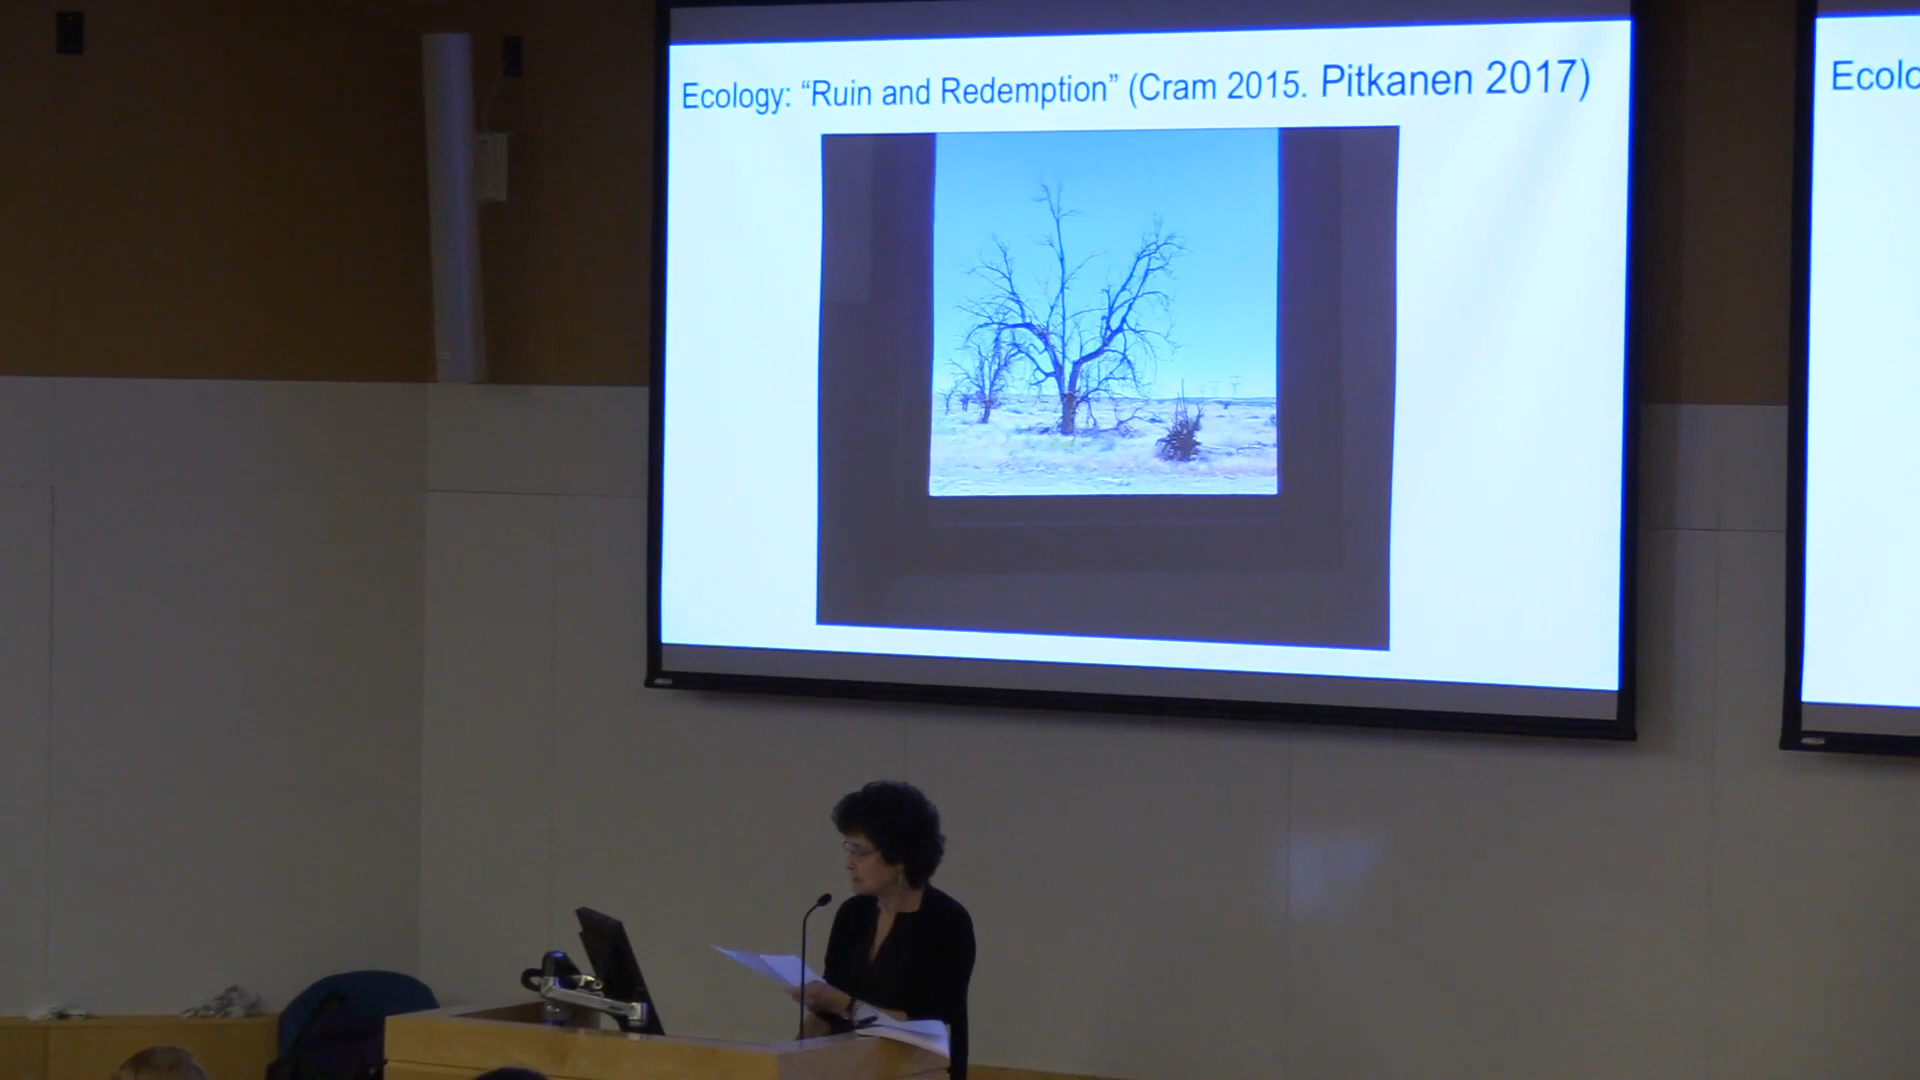 Ecology: “Ruin and Redemption” (Cram 2015. Pitkanen 2017)
Ecolo